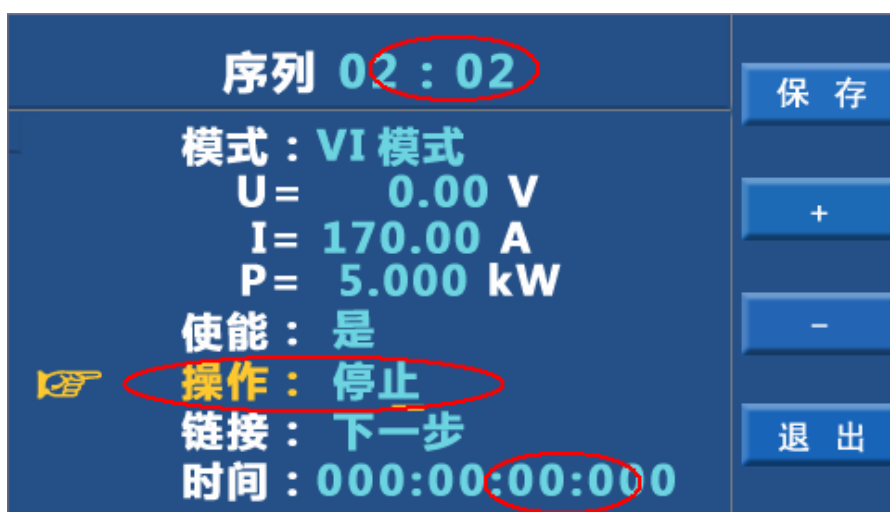 序列 02 : 02
保 存
模式：VI 模式
U= 0.00 V
+
I= 170.00 A
P= 5.000 kW
使能：是
-
操作：停止
链接：下一步
退 出
时间：000:00:00:000